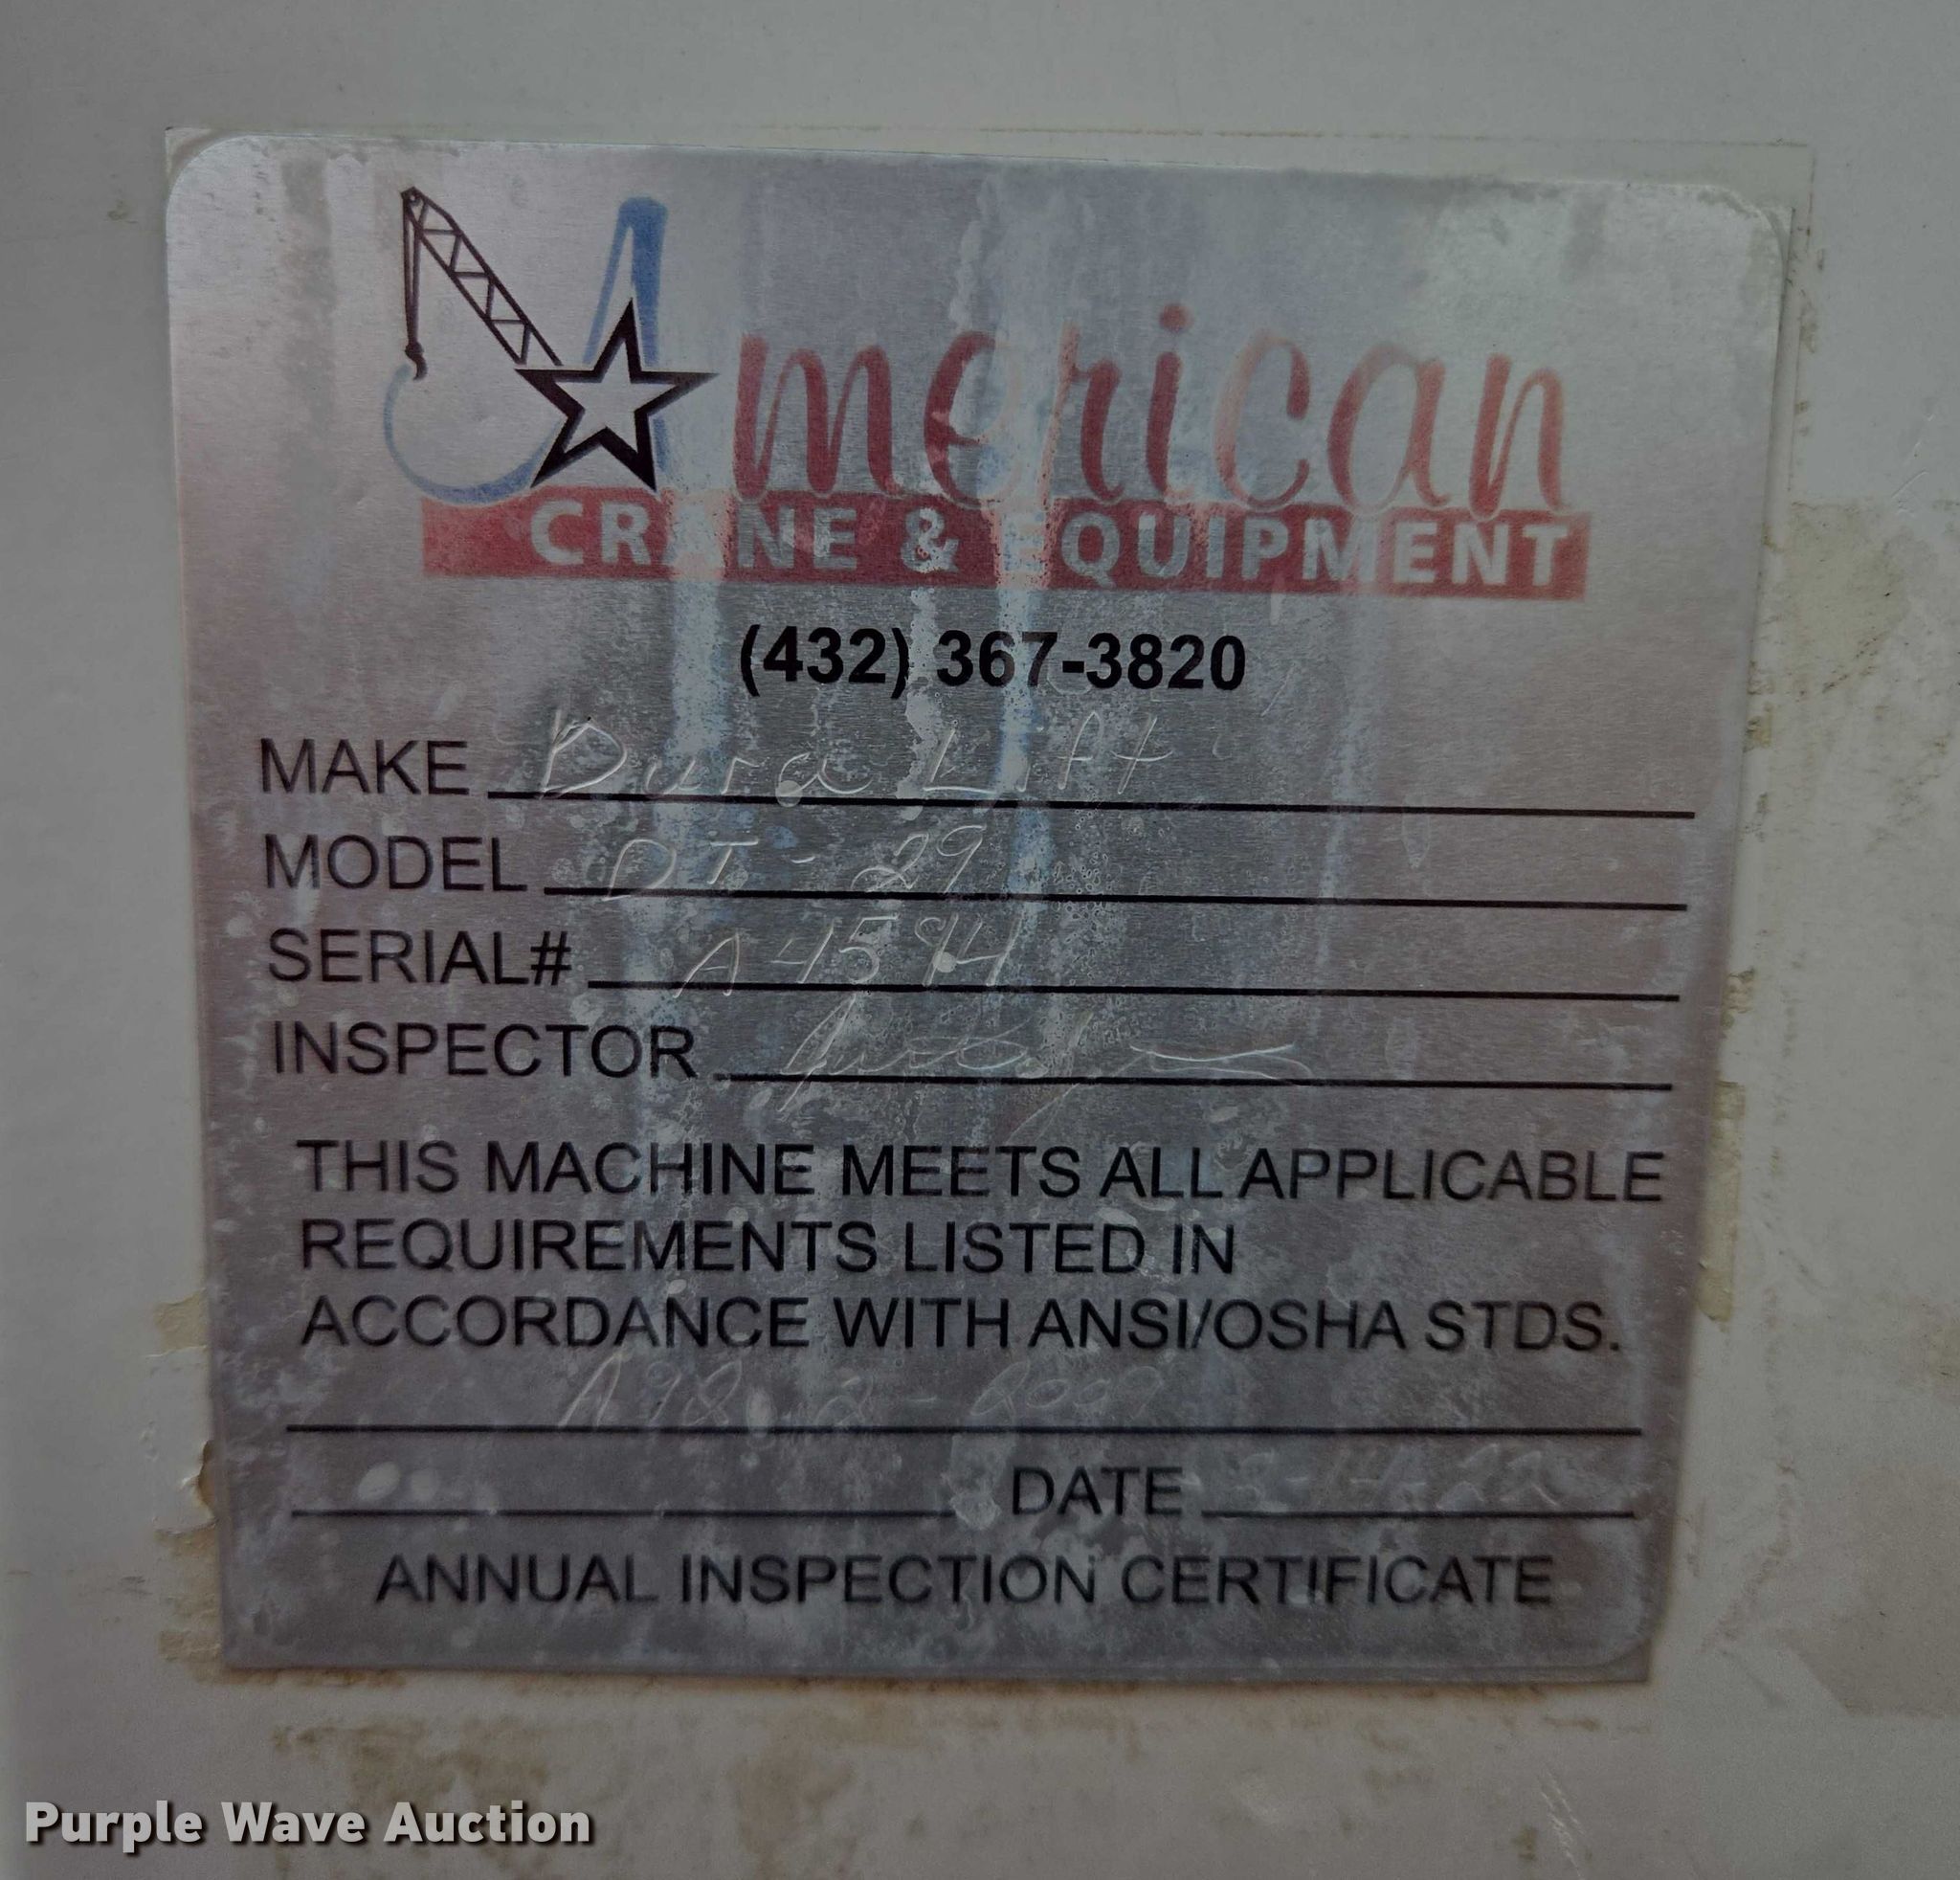 American
CRANE & EQUIPMENT
(432) 367-3820
MAKE Dura Lift
MODEL DT-29
SERIAL# A4594
INSPECTOR
THIS MACHINE MEETS ALL APPLICABLE
REQUIREMENTS LISTED IN
ACCORDANCE WITH ANSI/OSHA STDS.
DATE
ANNUAL INSPECTION CERTIFICATE
Purple Wave Auction